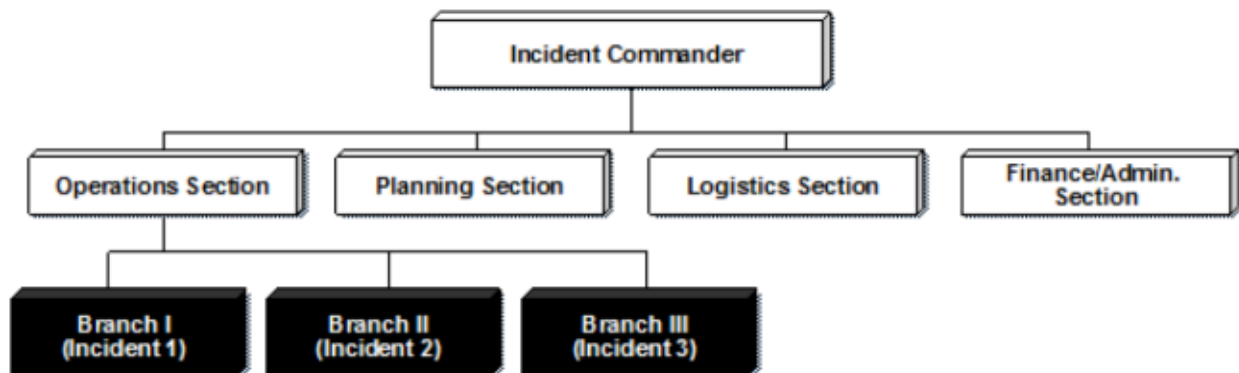 Incident Commander
Operations Section
Planning Section
Logistics Section
Finance/Admin.
Section
Branch I
(Incident 1)
Branch II
(Incident 2)
Branch III
(Incident 3)